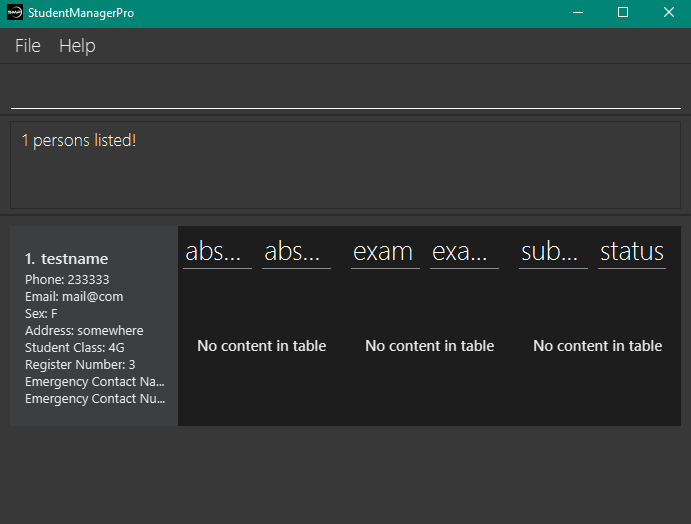 StudentManagerPro
File Help
1 persons listed!
1. testname
Phone: 233333
Email: mail@com
Sex: F
Address: somewhere
Student Class: 4G
Register Number: 3
Emergency Contact Na...
Emergency Contact Nu...
abs... abs... exam exa... sub... status
No content in table No content in table No content in table